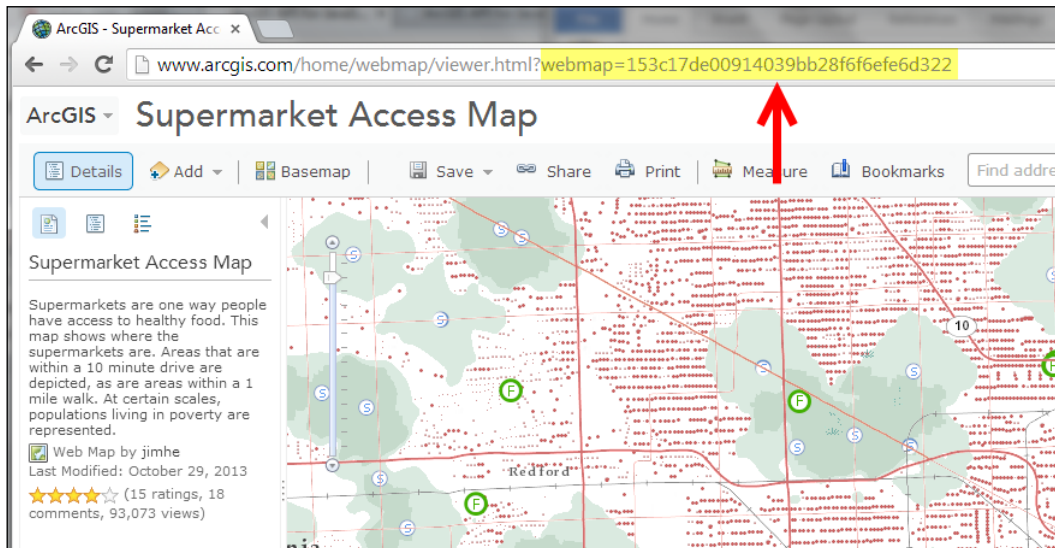 ArcGIS - Supermarket Acc ×
www.arcgis.com/home/webmap/viewer.html?webmap=153c17de00914039bb28f6f6efe6d322
ArcGIS Supermarket Access Map
Details Add Basemap Save Share Print Measure Bookmarks Find addre
Supermarket Access Map
Supermarkets are one way people
have access to healthy food. This
map shows where the
supermarkets are. Areas that are
within a 10 minute drive are
depicted, as are areas within a 1
mile walk. At certain scales,
populations living in poverty are
represented.
Web Map by jimhe
Last Modified: October 29, 2013
(15 ratings, 18
comments, 93,073 views)
S
S
S
S
S
10
S
F
S
F
S
S
F
S
S
S
S
Redford
S
F
S
nia